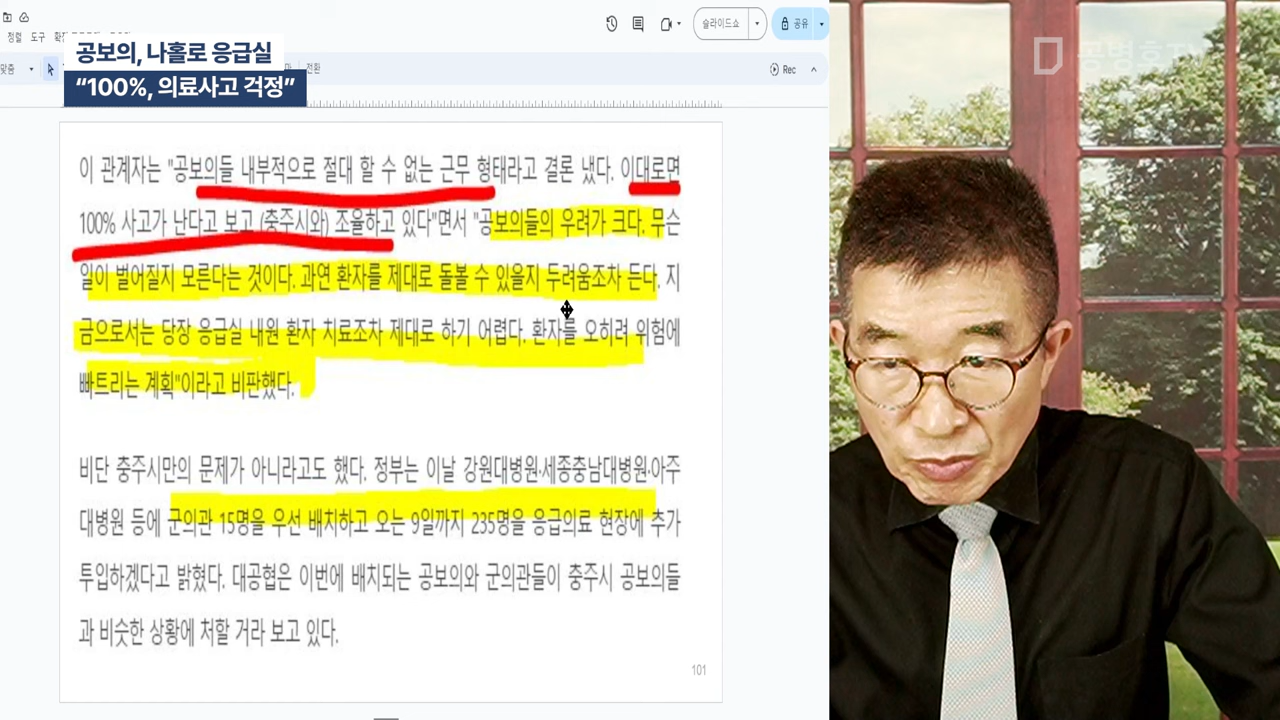 정렬 도구
슬라이드쇼
공유
공보의, 나홀로 응급실
“100%, 의료사고 걱정”
맞춤
전환
Rec
이 관계자는 "공보의들 내부적으로 절대 할 수 없는 근무 형태라고 결론 냈다. 이대로면
100% 사고가 난다고 보고 (충주시와) 조율하고 있다"면서 "공보의들의 우려가 크다. 무슨
일이 벌어질지 모른다는 것이다. 과연 환자를 제대로 돌볼 수 있을지 두려움조차 든다. 지
금으로서는 당장 응급실 내원 환자 치료조차 제대로 하기 어렵다. 환자를 오히려 위험에
빠트리는 계획"이라고 비판했다.
비단 충주시만의 문제가 아니라고도 했다. 정부는 이날 강원대병원·세종충남대병원·아주
대병원 등에 군의관 15명을 우선 배치하고 오는 9일까지 235명을 응급의료 현장에 추가
투입하겠다고 밝혔다. 대공협은 이번에 배치되는 공보의와 군의관들이 충주시 공보의들
과 비슷한 상황에 처할 거라 보고 있다.
101
공병호TV